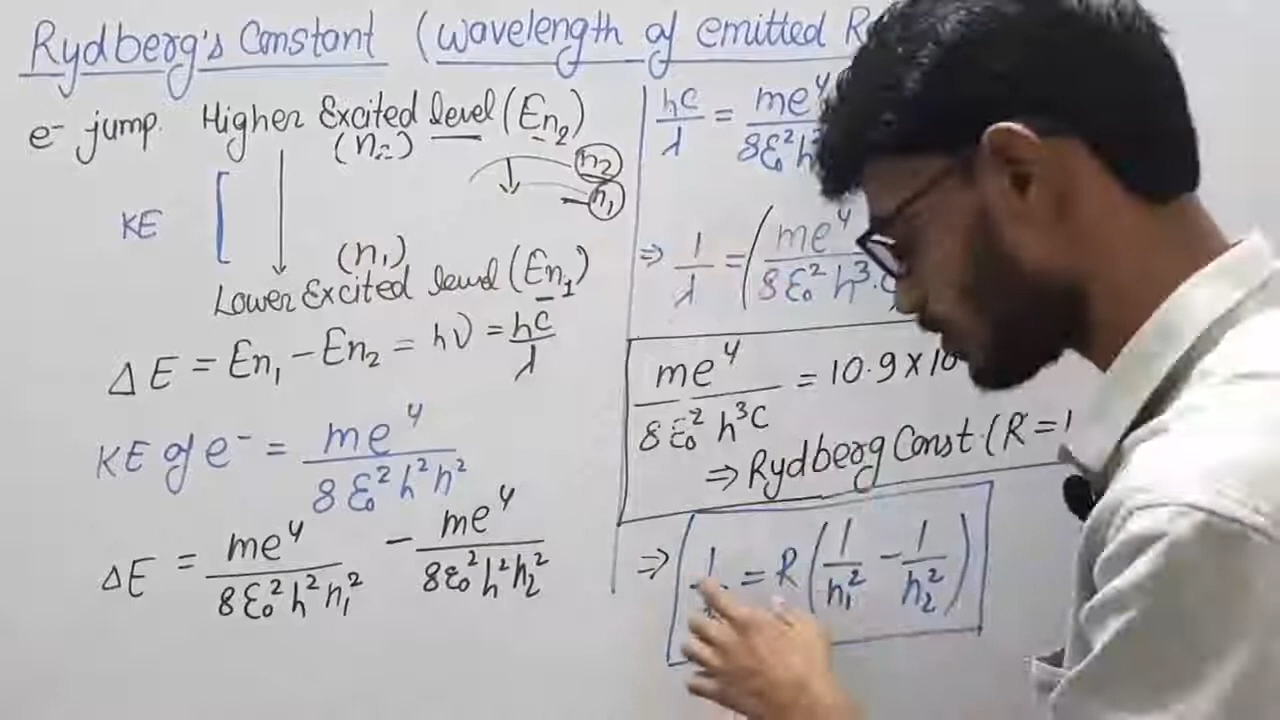 Rydberg's Constant (wavelength of emitted
e⁻ jump. Higher Excited level (En₂)
(n₂)
n₂
n₁
KE
(n₁)
Lower Excited level (En₁)
ΔE = En₁ - En₂ = hν = hc/λ
KE of e⁻ = me⁴/8ε₀²h²n²
ΔE = me⁴/8ε₀²h²n₁² - me⁴/8ε₀²h²n₂²
hc/λ = me⁴/8ε₀²h²
⇒ 1/λ = (me⁴/8ε₀²h³.c
me⁴/8ε₀²h³c = 10.9 × 10
⇒ Rydberg Const (R = 1
⇒ 1/ = R(1/n₁² - 1/n₂²)